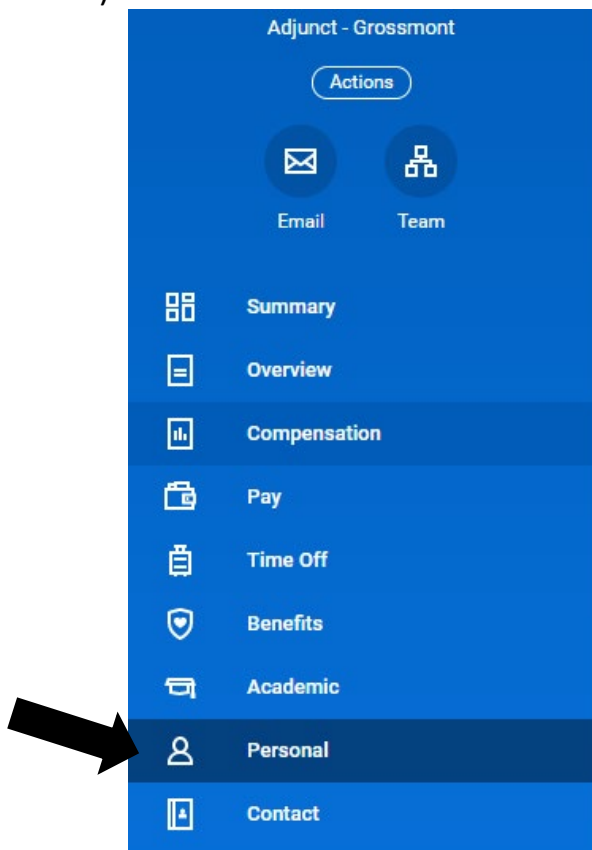 Adjunct - Grossmont
Actions
Email Team
Summary
Overview
Compensation
Pay
Time Off
Benefits
Academic
Personal
Contact